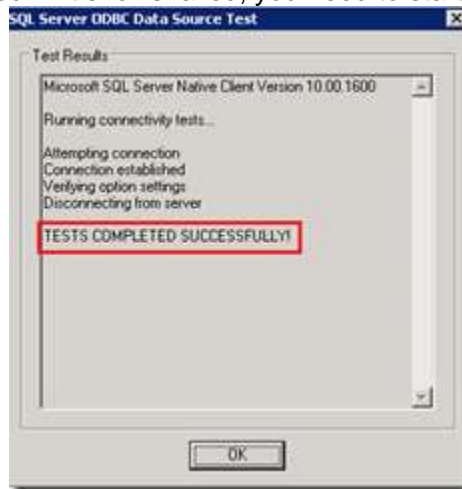 SQL Server ODBC Data Source Test
Test Results
Microsoft SQL Server Native Client Version 10.00.1600
Running connectivity tests...
Attempting connection
Connection established
Verifying option settings
Disconnecting from server
TESTS COMPLETED SUCCESSFULLY!
OK